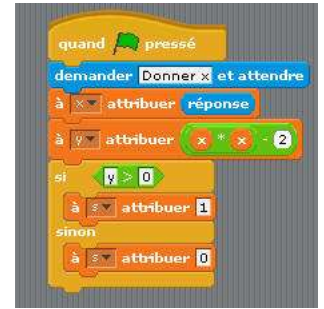 quand pressé
demander Donner x et attendre
à x attribuer réponse
à y attribuer x * x - 2
si y > 0
à s attribuer 1
sinon
à s attribuer 0